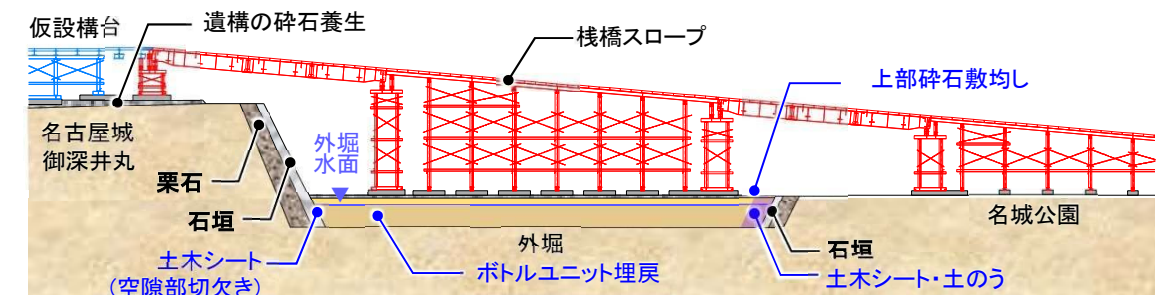 仮設構台
遺構の砕石養生
桟橋スロープ
上部砕石敷均し
名古屋城
御深井丸
外堀
水面
栗石
石垣
名城公園
外堀
石垣
土木シート
(空隙部切欠き)
ボトルユニット埋戻
土木シート・土のう